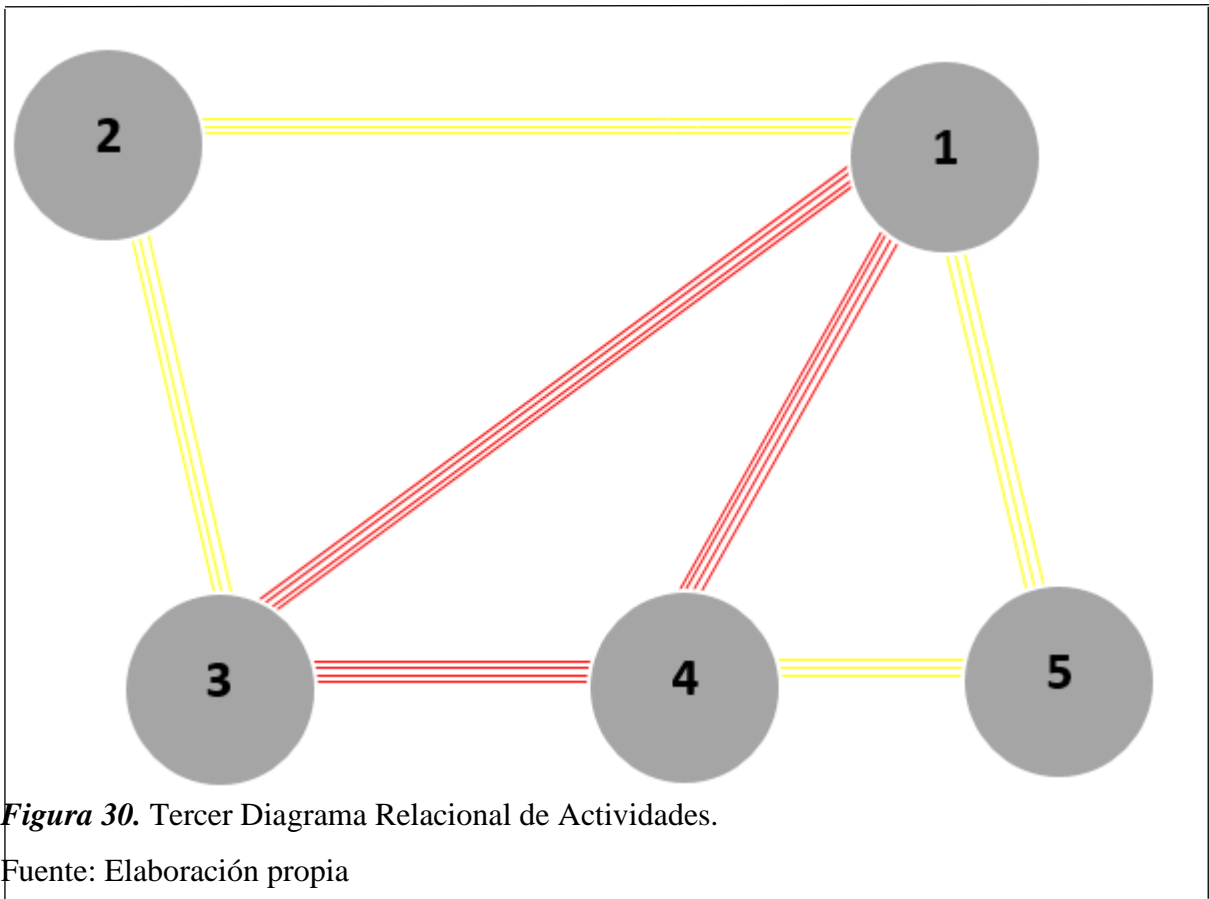 2 1
3 4 5
Figura 30. Tercer Diagrama Relacional de Actividades.
Fuente: Elaboración propia